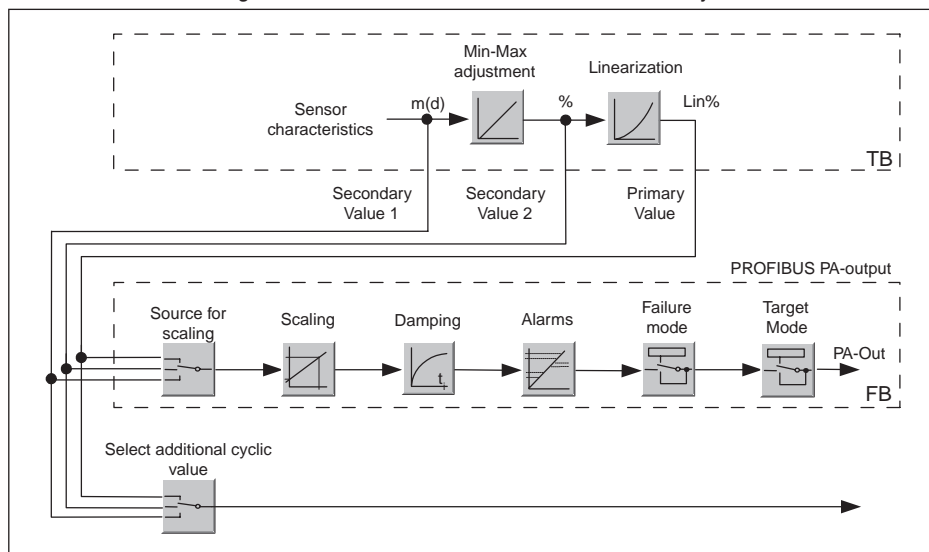 Min-Max
adjustment
Linearization
Sensor
characteristics
m(d)
%
Lin%
TB
Secondary
Value 1
Secondary
Value 2
Primary
Value
PROFIBUS PA-output
Source for
scaling
Scaling
Damping
Alarms
Failure
mode
Target
Mode
t
PA-Out
FB
Select additional cyclic
value